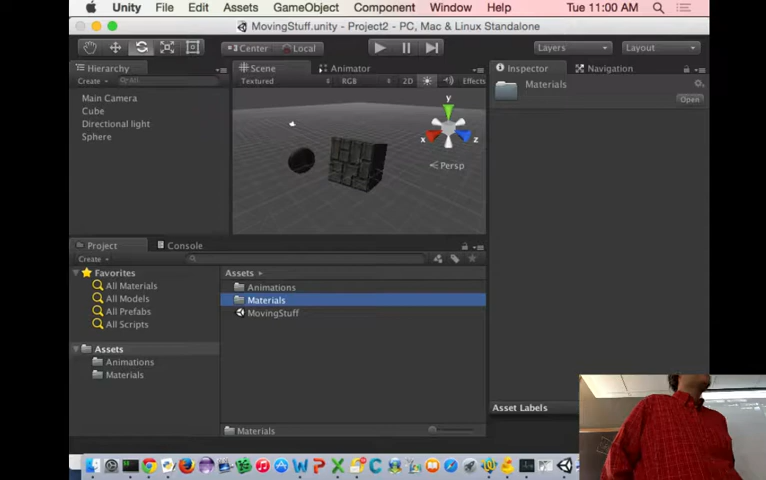 Unity File Edit Assets GameObject Component Window Help Tue 11:00 AM
MovingStuff.unity - Project2 - PC, Mac & Linux Standalone
Center Local Layers Layout
Hierarchy
Create All
Main Camera
Cube
Directional light
Sphere
Scene Animator
Textured RGB 2D Effects
y
x z
Persp
Inspector Navigation
Materials
Open
Project Console
Create
Favorites
All Materials
All Models
All Prefabs
All Scripts
Assets
Animations
Materials
Assets
Animations
Materials
MovingStuff
Materials
Asset Labels